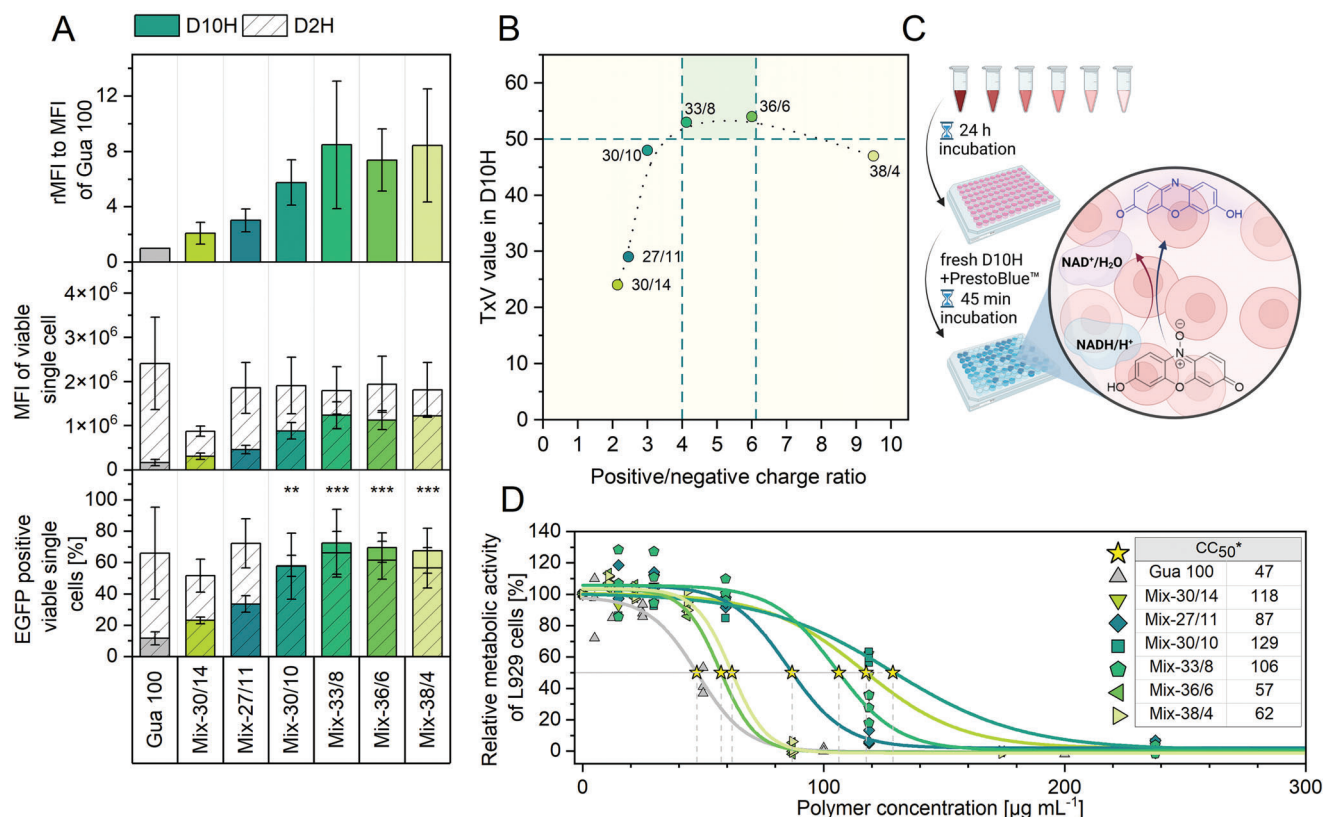 A
D10H
D2H
rMFI to MFI
of Gua 100
12
8
4
0
MFI of viable
single cell
4×10⁶
3×10⁶
2×10⁶
1×10⁶
0
EGFP positive
viable single
cells [%]
100
80
60
40
20
0
**
***
***
***
Gua 100
Mix-30/14
Mix-27/11
Mix-30/10
Mix-33/8
Mix-36/6
Mix-38/4
B
TxV value in D10H
60
50
40
30
20
10
0
33/8
36/6
30/10
38/4
27/11
30/14
0 1 2 3 4 5 6 7 8 9 10
Positive/negative charge ratio
C
24 h
incubation
fresh D10H
+PrestoBlue™
45 min
incubation
N
O
O
OH
NAD⁺/H₂O
NADH/H⁺
O⁻
N⁺
HO
O
O
D
Relative metabolic activity
of L929 cells [%]
140
120
100
80
60
40
20
0
0 100 200 300
Polymer concentration [µg mL⁻¹]
CC₅₀*
Gua 100 47
Mix-30/14 118
Mix-27/11 87
Mix-30/10 129
Mix-33/8 106
Mix-36/6 57
Mix-38/4 62